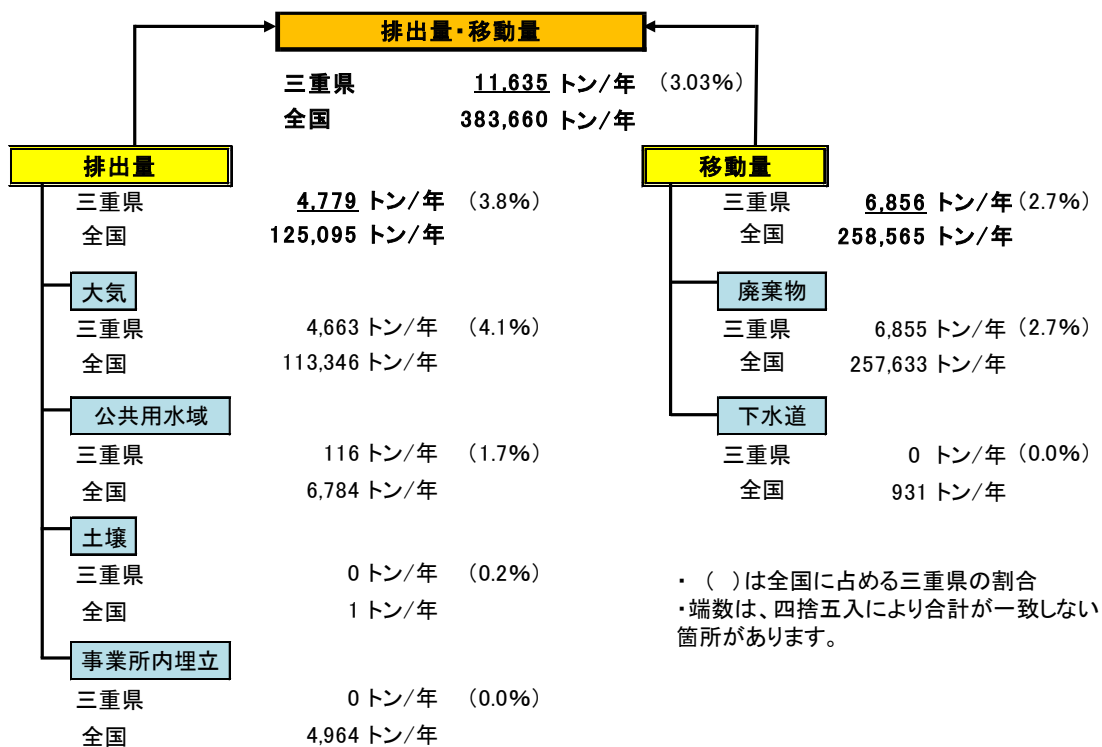 排出量・移動量
三重県 11,635 トン/年 （3.03%）
全国 383,660 トン/年
排出量
三重県 4,779 トン/年 （3.8%）
全国 125,095 トン/年
大気
三重県 4,663 トン/年 （4.1%）
全国 113,346 トン/年
公共用水域
三重県 116 トン/年 （1.7%）
全国 6,784 トン/年
土壌
三重県 0 トン/年 （0.2%）
全国 1 トン/年
事業所内埋立
三重県 0 トン/年 （0.0%）
全国 4,964 トン/年
移動量
三重県 6,856 トン/年 （2.7%）
全国 258,565 トン/年
廃棄物
三重県 6,855 トン/年 （2.7%）
全国 257,633 トン/年
下水道
三重県 0 トン/年 （0.0%）
全国 931 トン/年
・（ ）は全国に占める三重県の割合
・端数は、四捨五入により合計が一致しない
箇所があります。